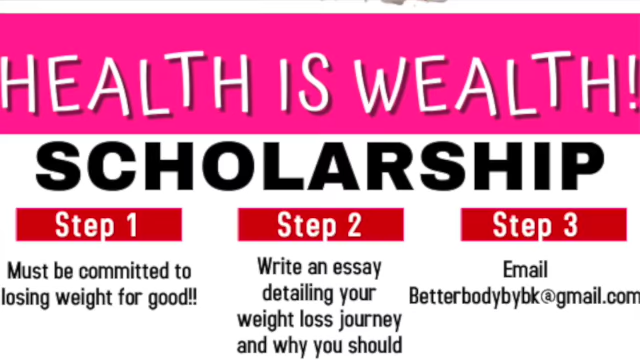 HEALTH IS WEALTH!
SCHOLARSHIP
Step 1
Must be committed to
losing weight for good!!
Step 2
Write an essay
detailing your
weight loss journey
and why you should
Step 3
Email
Betterbodybybk@gmail.com